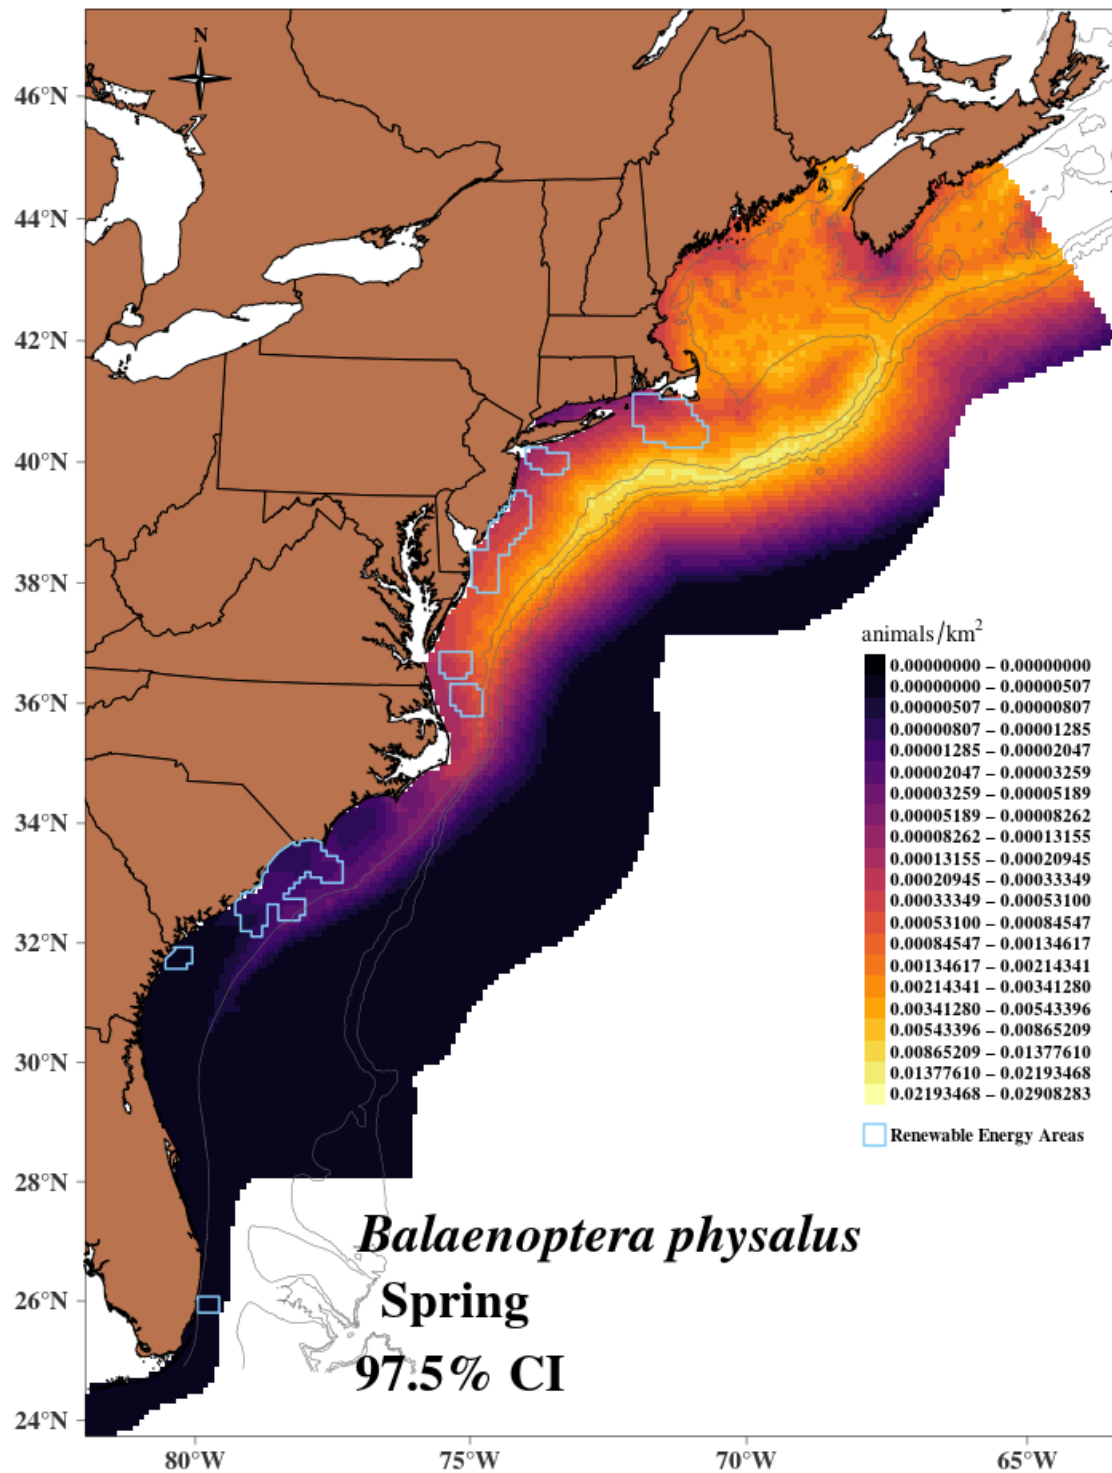 N
46°N
44°N
42°N
40°N
38°N
36°N
34°N
32°N
30°N
28°N
26°N
24°N
80°W
75°W
70°W
65°W
animals/km²
0.00000000 – 0.00000000
0.00000000 – 0.00000507
0.00000507 – 0.00000807
0.00000807 – 0.00001285
0.00001285 – 0.00002047
0.00002047 – 0.00003259
0.00003259 – 0.00005189
0.00005189 – 0.00008262
0.00008262 – 0.00013155
0.00013155 – 0.00020945
0.00020945 – 0.00033349
0.00033349 – 0.00053100
0.00053100 – 0.00084547
0.00084547 – 0.00134617
0.00134617 – 0.00214341
0.00214341 – 0.00341280
0.00341280 – 0.00543396
0.00543396 – 0.00865209
0.00865209 – 0.01377610
0.01377610 – 0.02193468
0.02193468 – 0.02908283
Renewable Energy Areas
Balaenoptera physalus
Spring
97.5% CI